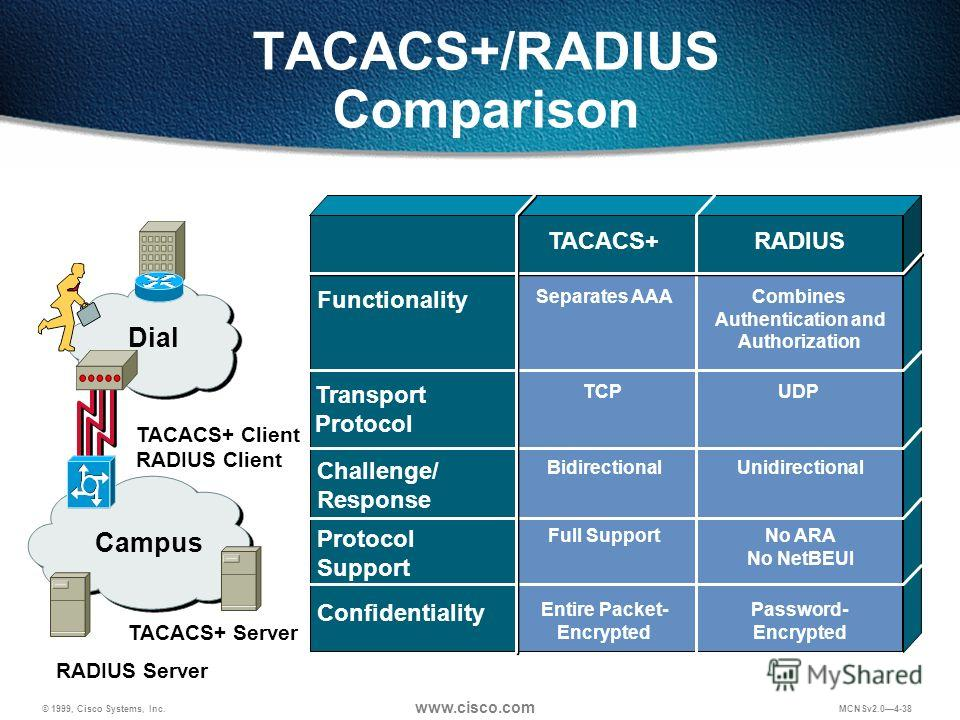 TACACS+/RADIUS
Comparison
TACACS+
RADIUS
Functionality
Separates AAA
Combines
Authentication and
Authorization
Transport
Protocol
TCP
UDP
Challenge/
Response
Bidirectional
Unidirectional
Protocol
Support
Full Support
No ARA
No NetBEUI
Confidentiality
Entire Packet-
Encrypted
Password-
Encrypted
Dial
TACACS+ Client
RADIUS Client
Campus
TACACS+ Server
RADIUS Server
© 1999, Cisco Systems, Inc.
www.cisco.com
MCNSv2.0—4-38
MyShared